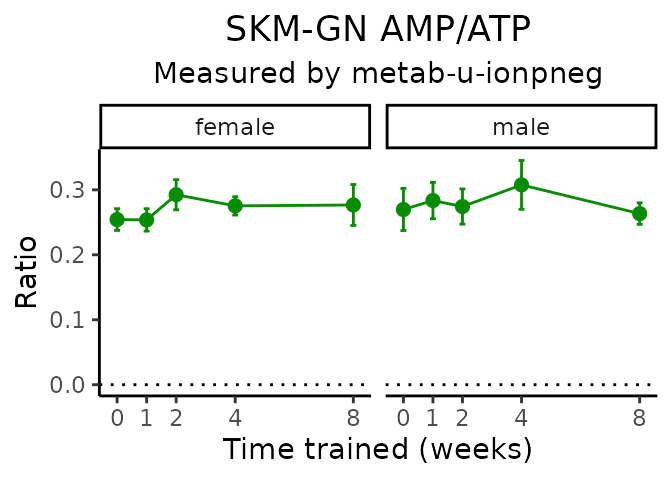 SKM-GN AMP/ATP
Measured by metab-u-ionpneg
female male
Ratio
0.3
0.2
0.1
0.0
0 1 2 4 8 0 1 2 4 8
Time trained (weeks)